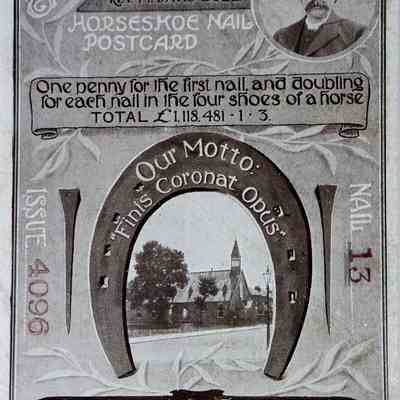 HORSESHOE NAIL
POSTCARD
One penny for the first nail, and doubling
for each nail in the four shoes of a horse
TOTAL £1,118,481·1·3.
Our Motto:
"Finis Coronat Opus"
ISSUE 4096
NAIL 13